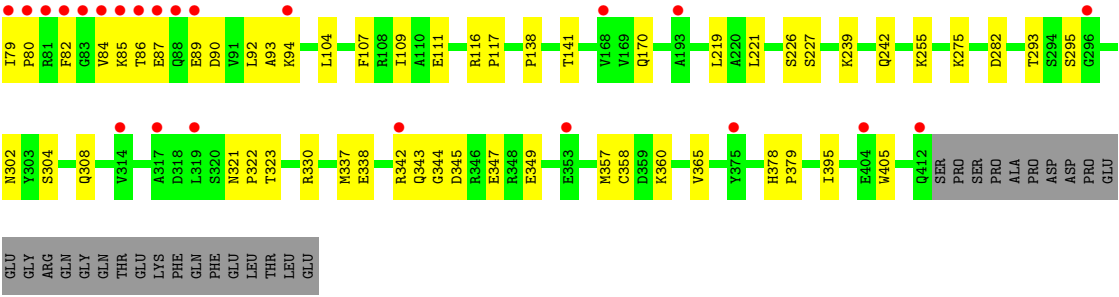 I79 P80 R81 F82 G83 V84 K85 T86 E87 Q88 E89 D90 V91 L92 A93 K94 L104 F107 R108 I109 A110 E111 R116 P117 P138 T141 V168 V169 Q170 A193 L219 A220 L221 S226 S227 K239 Q242 K255 K275 D282 T293 S294 S295 G296
N302 Y303 S304 Q308 V314 A317 D318 L319 S320 N321 P322 T323 R330 M337 E338 R342 Q343 G344 D345 R346 E347 R348 E349 E353 M357 C358 D359 K360 V365 Y375 H378 P379 I395 E404 W405 Q412 SER PRO SER PRO ALA PRO ASP ASP PRO GLU
GLU GLY ARG GLN GLY GLN THR GLU LYS PHE GLN PHE GLU LEU THR LEU GLU